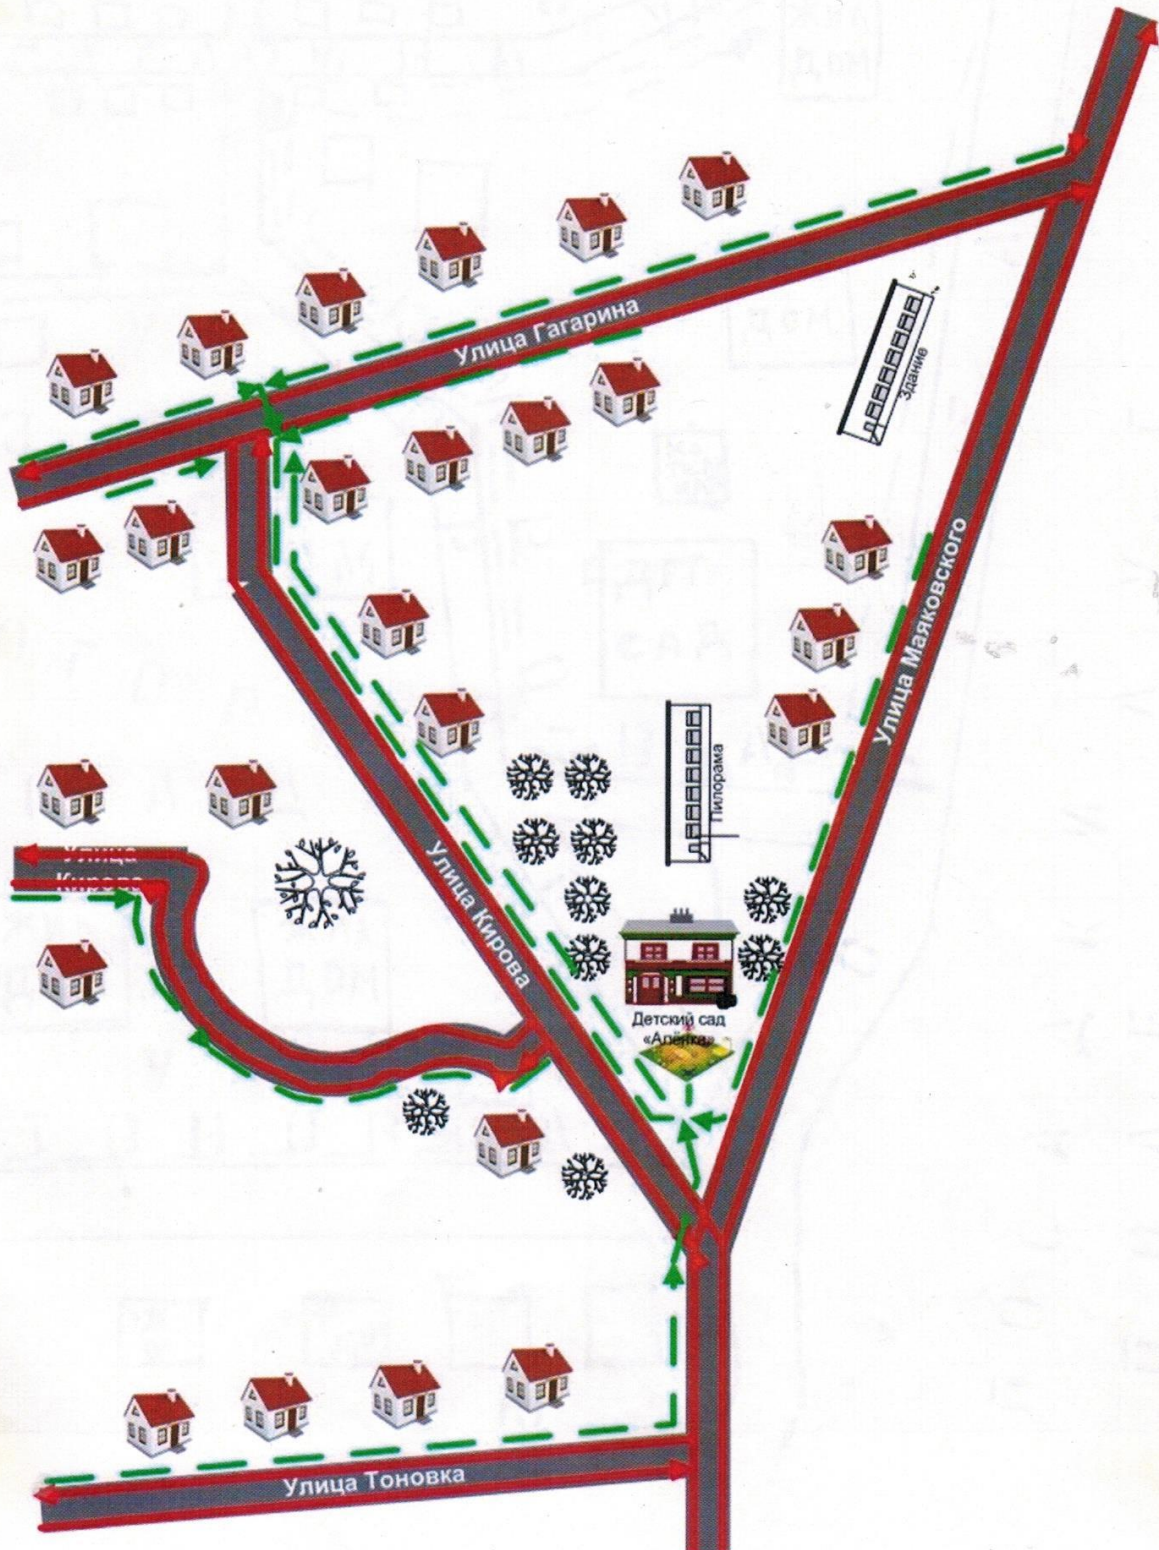 Улица Гагарина
Здание
Улица Маяковского
Пилорама
Улица
Кирова
Улица Кирова
Детский сад
«Алёнка»
Улица Тоновка